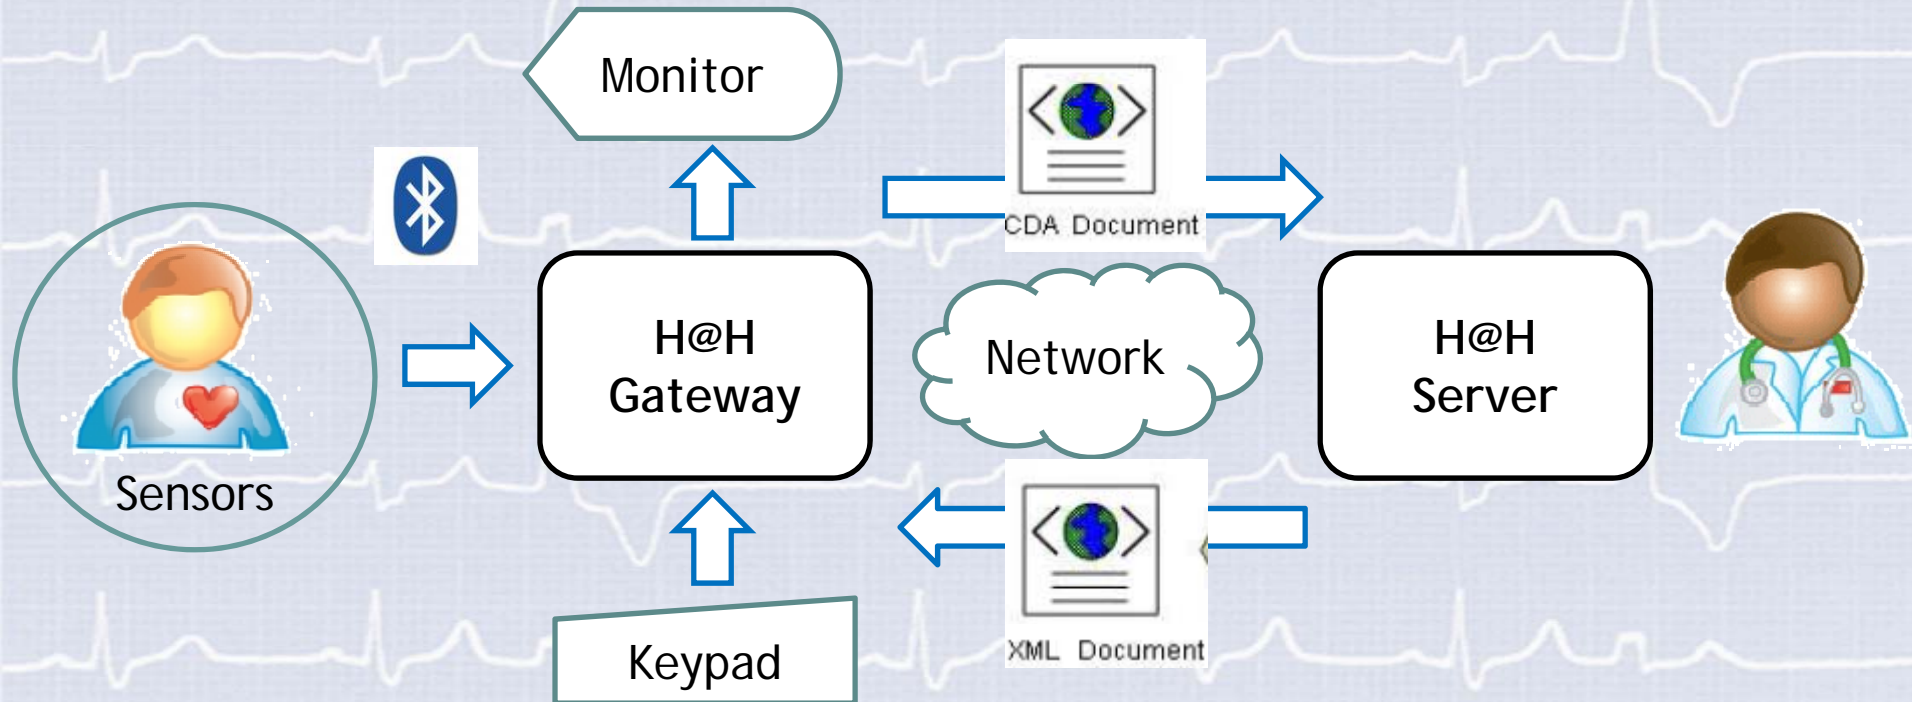 Monitor
CDA Document
H@H
Gateway
Network
H@H
Server
Sensors
XML Document
Keypad